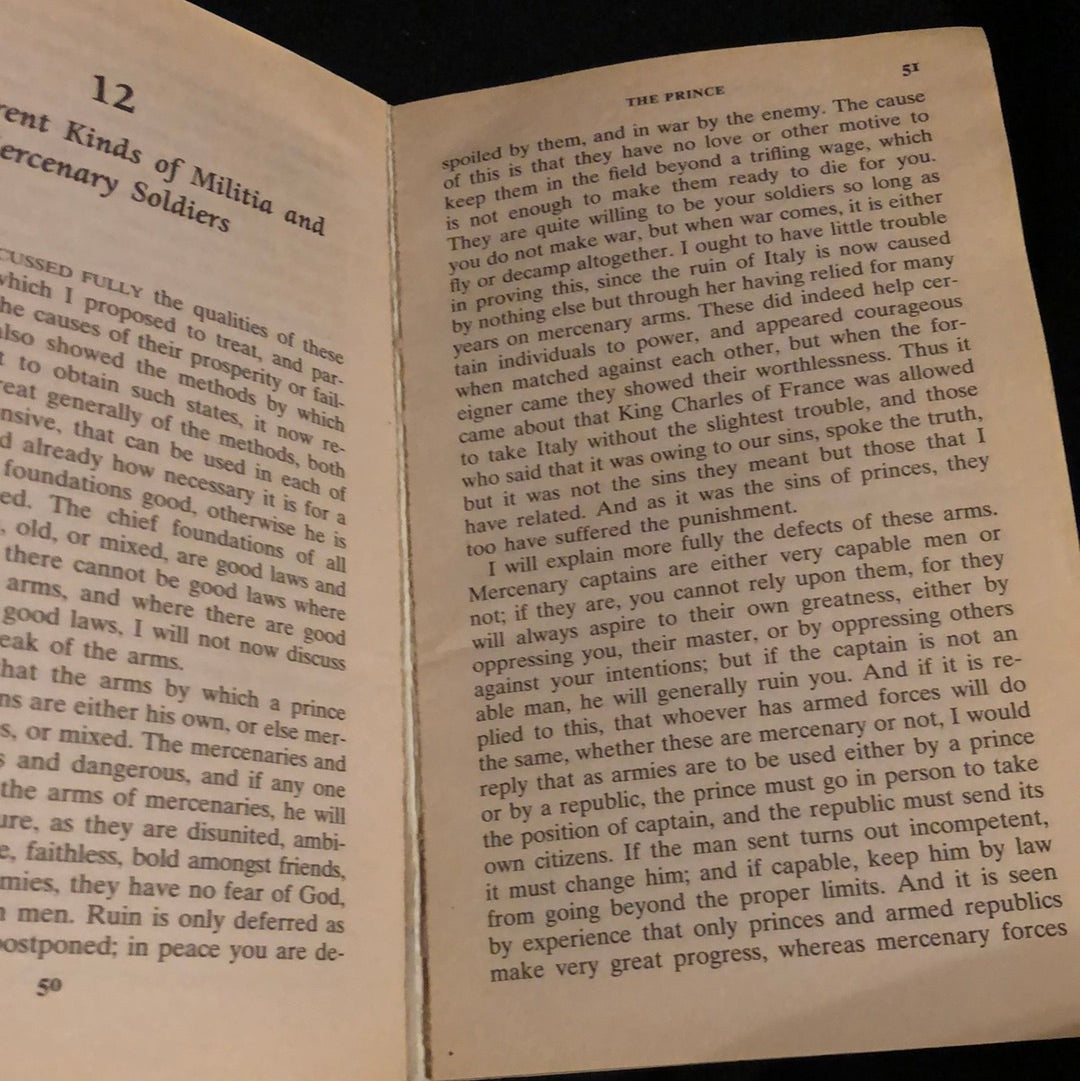 12
rent Kinds of Militia and
ercenary Soldiers
CUSSED FULLY the qualities of these
which I proposed to treat, and par-
he causes of their prosperity or fail-
also showed the methods by which
t to obtain such states, it now re-
reat generally of the methods, both
nsive, that can be used in each of
d already how necessary it is for a
foundations good, otherwise he is
ed. The chief foundations of all
, old, or mixed, are good laws and
there cannot be good laws where
arms, and where there are good
good laws, I will not now discuss
eak of the arms.
hat the arms by which a prince
ns are either his own, or else mer-
s, or mixed. The mercenaries and
s and dangerous, and if any one
the arms of mercenaries, he will
ure, as they are disunited, ambi-
e, faithless, bold amongst friends,
mies, they have no fear of God,
h men. Ruin is only deferred as
postponed; in peace you are de-
50
THE PRINCE 51
spoiled by them, and in war by the enemy. The cause
of this is that they have no love or other motive to
keep them in the field beyond a trifling wage, which
is not enough to make them ready to die for you.
They are quite willing to be your soldiers so long as
you do not make war, but when war comes, it is either
fly or decamp altogether. I ought to have little trouble
in proving this, since the ruin of Italy is now caused
by nothing else but through her having relied for many
years on mercenary arms. These did indeed help cer-
tain individuals to power, and appeared courageous
when matched against each other, but when the for-
eigner came they showed their worthlessness. Thus it
came about that King Charles of France was allowed
to take Italy without the slightest trouble, and those
who said that it was owing to our sins, spoke the truth,
but it was not the sins they meant but those that I
have related. And as it was the sins of princes, they
too have suffered the punishment.
I will explain more fully the defects of these arms.
Mercenary captains are either very capable men or
not; if they are, you cannot rely upon them, for they
will always aspire to their own greatness, either by
oppressing you, their master, or by oppressing others
against your intentions; but if the captain is not an
able man, he will generally ruin you. And if it is re-
plied to this, that whoever has armed forces will do
the same, whether these are mercenary or not, I would
reply that as armies are to be used either by a prince
or by a republic, the prince must go in person to take
the position of captain, and the republic must send its
own citizens. If the man sent turns out incompetent,
it must change him; and if capable, keep him by law
from going beyond the proper limits. And it is seen
by experience that only princes and armed republics
make very great progress, whereas mercenary forces